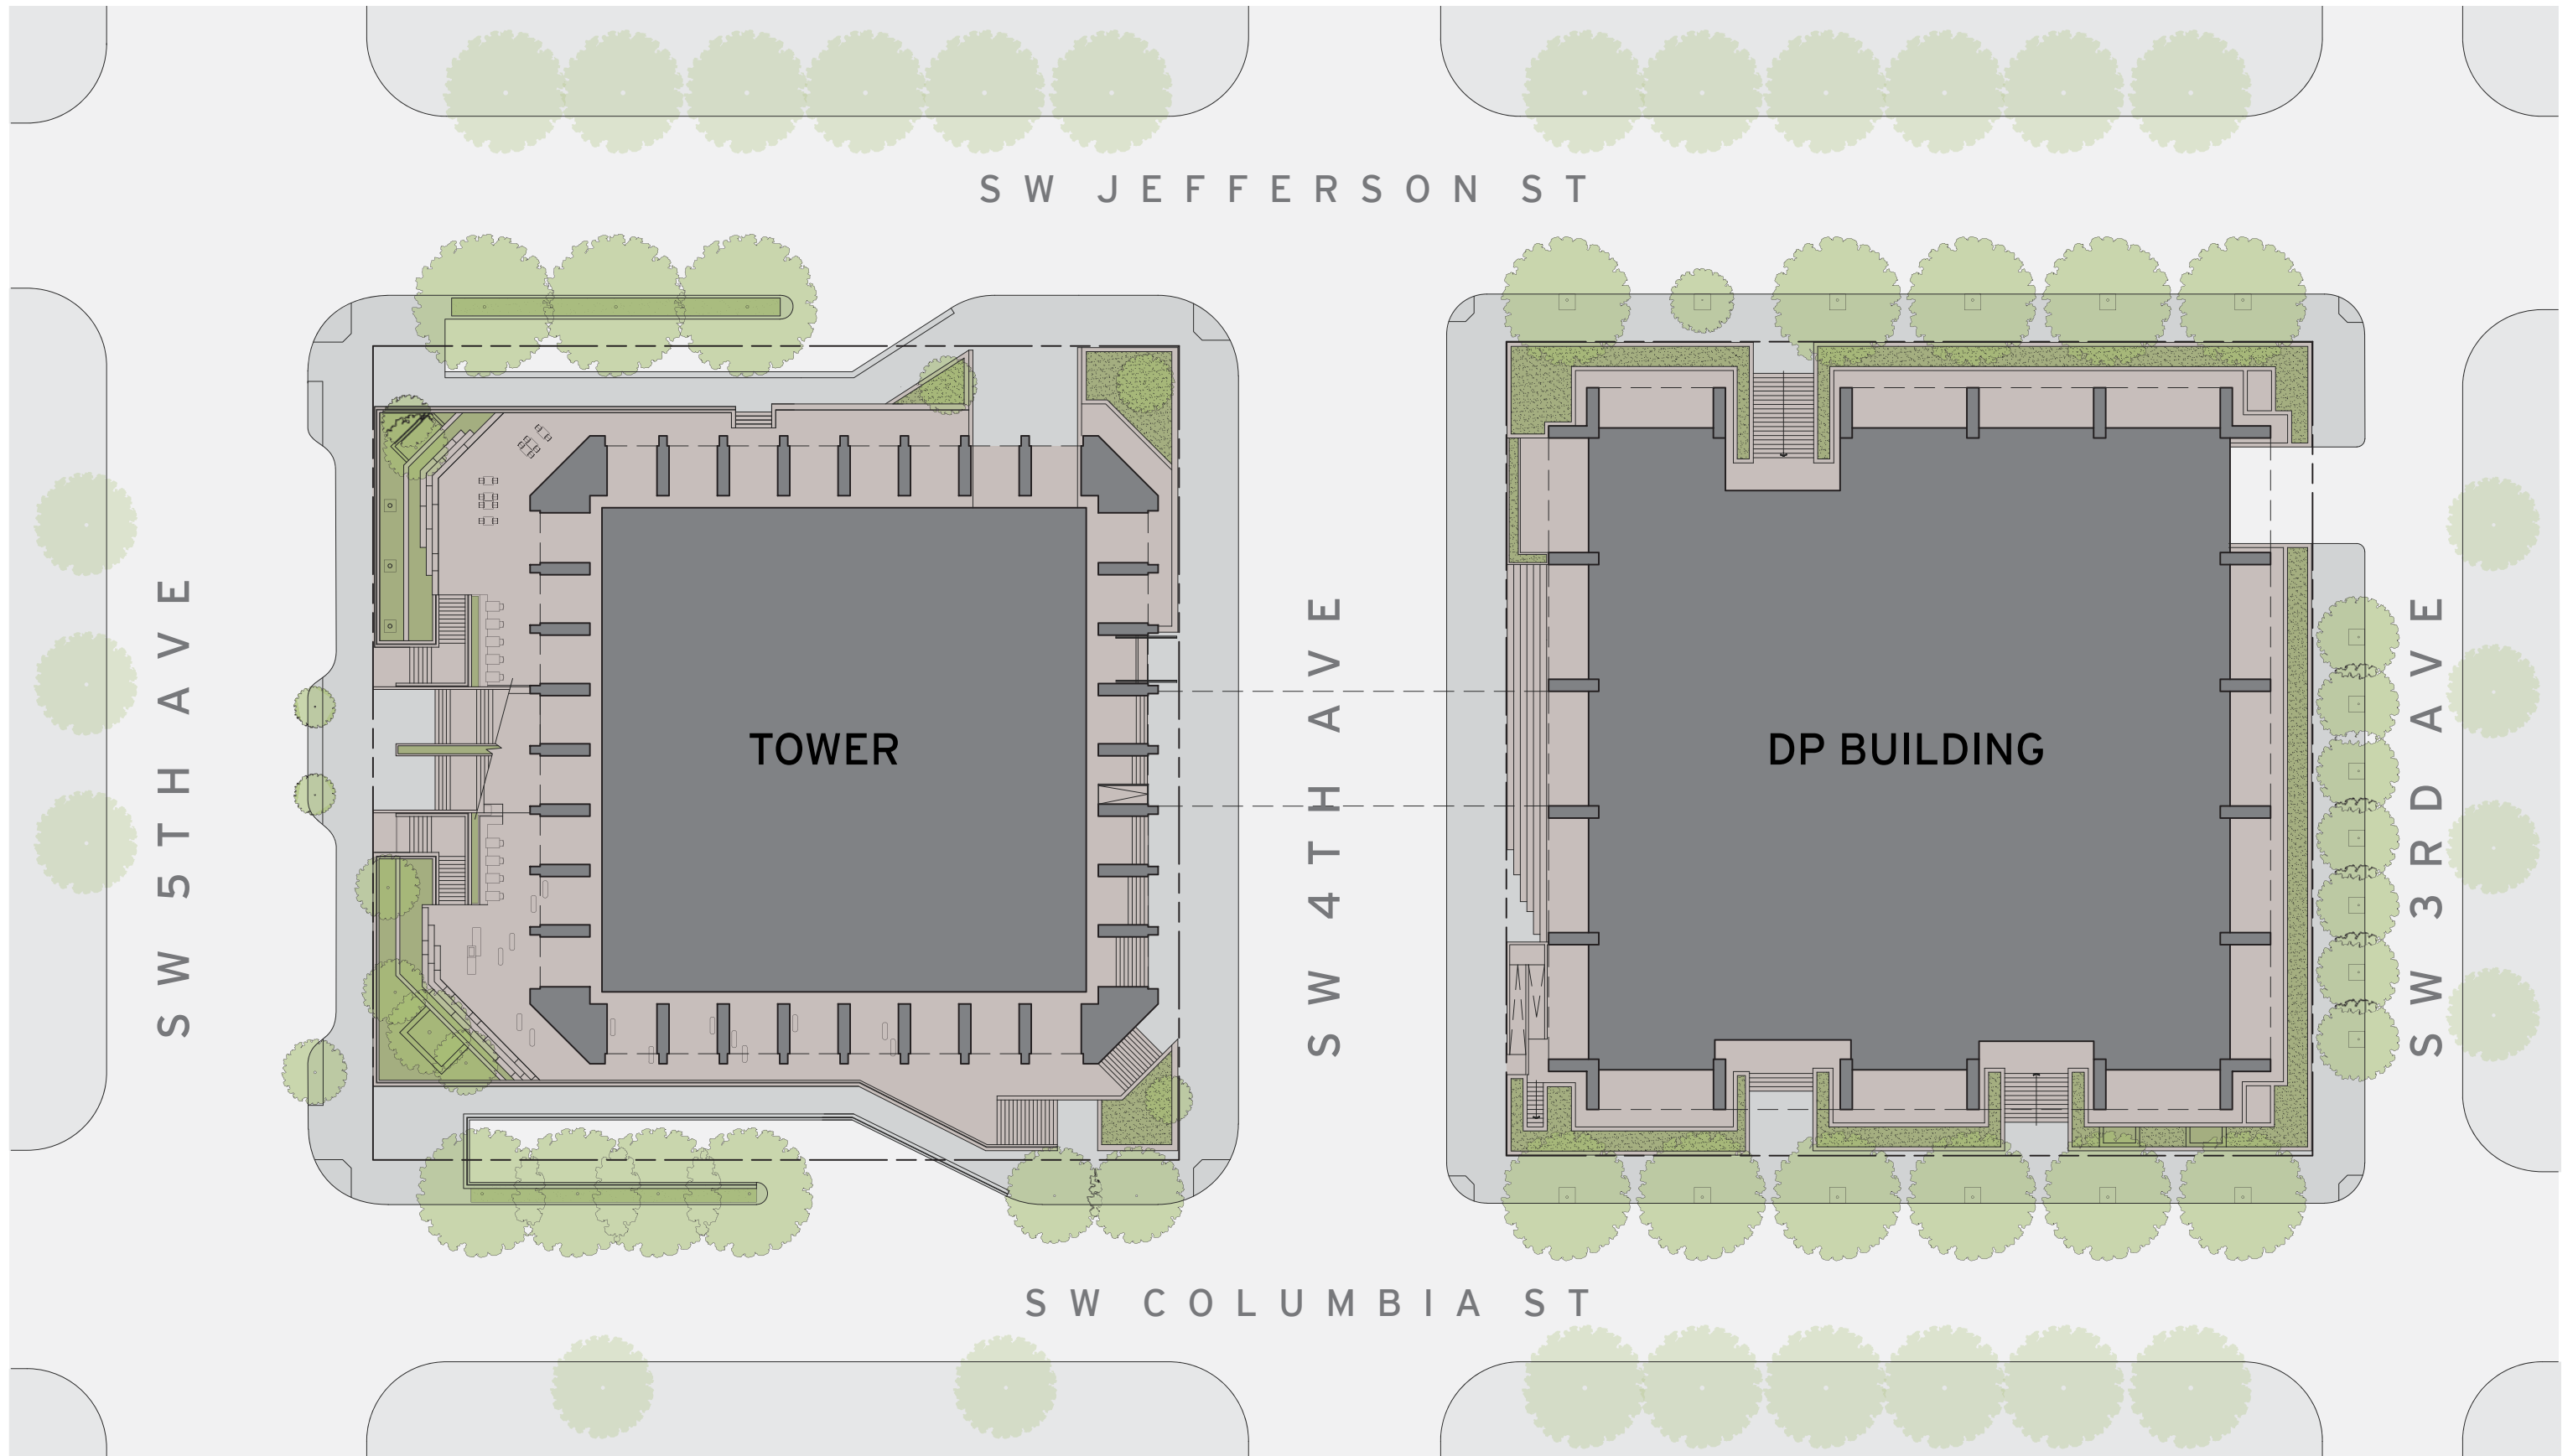 SW JEFFERSON ST
SW 5TH AVE
TOWER
SW 4TH AVE
DP BUILDING
SW 3RD AVE
SW COLUMBIA ST